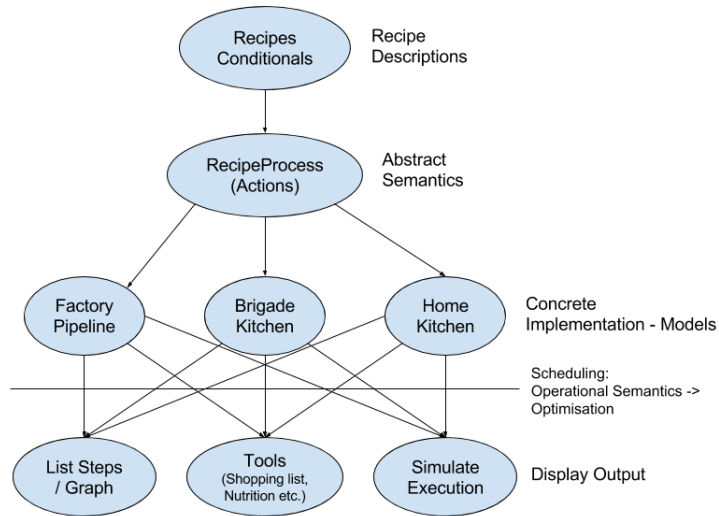 Recipes
Conditionals
Recipe
Descriptions
RecipeProcess
(Actions)
Abstract
Semantics
Factory
Pipeline
Brigade
Kitchen
Home
Kitchen
Concrete
Implementation - Models
Scheduling:
Operational Semantics ->
Optimisation
List Steps
/ Graph
Tools
(Shopping list,
Nutrition etc.)
Simulate
Execution
Display Output